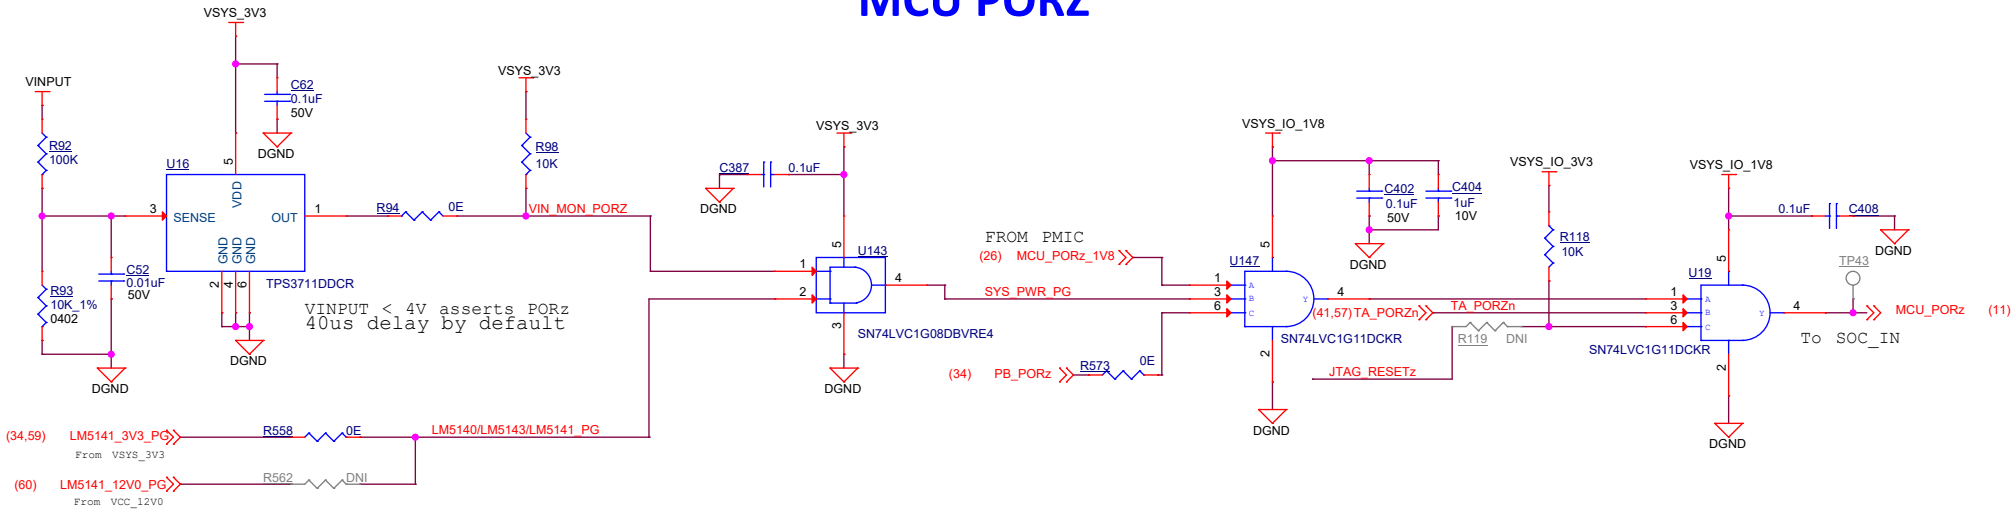 MCU PORZ
VSYS_3V3
VINPUT
C62
0.1uF
50V
DGND
R92
100K
U16
5
VDD
3
SENSE
OUT
1
GND
GND
GND
2
4
6
TPS3711DDCR
C52
0.01uF
50V
R93
10K_1%
0402
DGND
DGND
VINPUT < 4V asserts PORz
40us delay by default
R94
0E
VSYS_3V3
R98
10K
VIN_MON_PORZ
VSYS_3V3
C387
0.1uF
DGND
5
U143
1
2
4
3
SN74LVC1G08DBVRE4
DGND
(34,59)
LM5141_3V3_PG
From VSYS_3V3
R558
0E
LM5140/LM5143/LM5141_PG
(60)
LM5141_12V0_PG
From VCC_12V0
R562
DNI
FROM PMIC
(26)
MCU_PORz_1V8
SYS_PWR_PG
(34)
PB_PORz
R573
0E
VSYS_IO_1V8
C402
0.1uF
50V
C404
1uF
10V
DGND
U147
5
1
3
6
A
B
C
Y
4
2
SN74LVC1G11DCKR
DGND
(41,57)
TA_PORZn
TA_PORZn
VSYS_IO_3V3
R118
10K
R119
DNI
JTAG_RESETz
VSYS_IO_1V8
0.1uF
C408
DGND
U19
5
1
3
6
A
B
C
Y
4
2
SN74LVC1G11DCKR
DGND
TP43
MCU_PORz
(11)
To SOC_IN